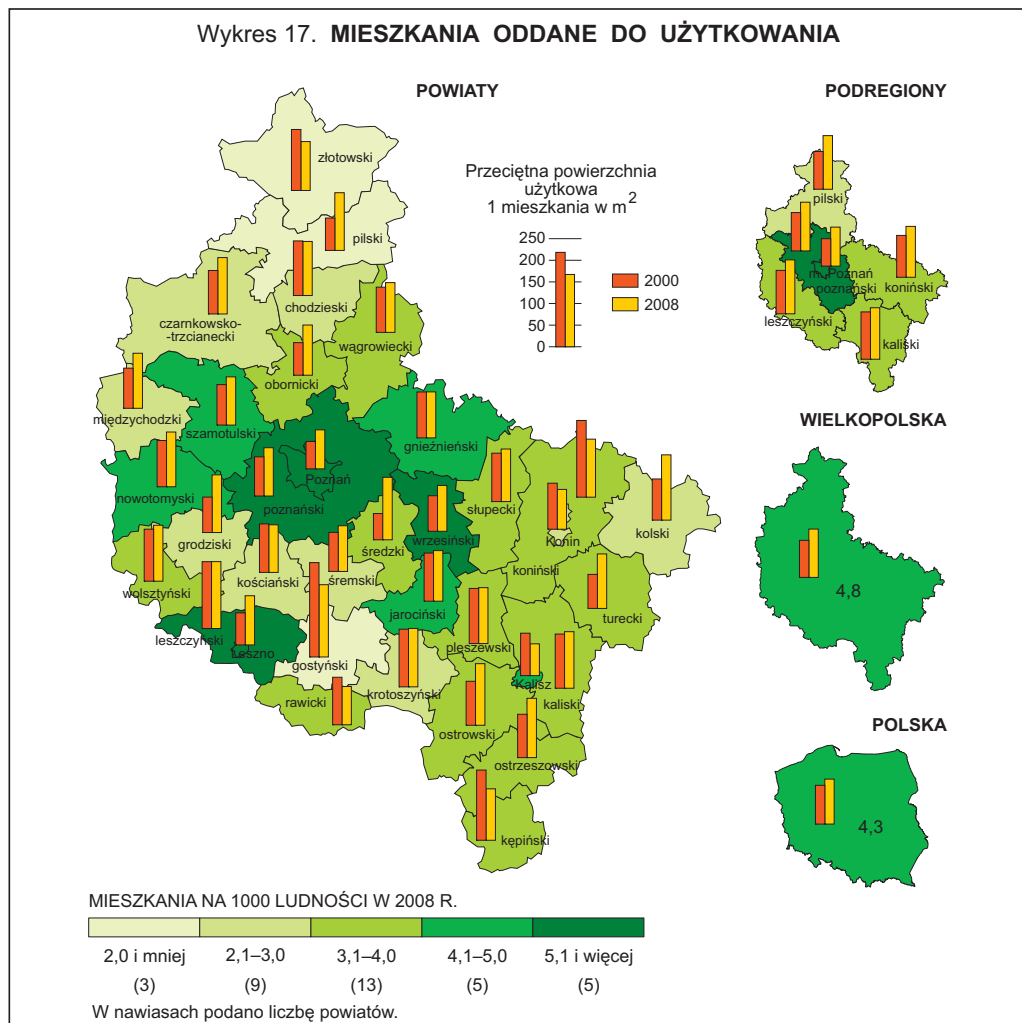 Wykres 17. MIESZKANIA ODDANE DO UŻYTKOWANIA
POWIATY
PODREGIONY
złotowski
pilski
chodzieski
czarnkowsko-
-trzcianecki
wągrowiecki
obornicki
międzychodzki
szamotulski
gnieźnieński
nowotomyski
Poznań
poznański
słupecki
kolski
grodziski
średzki
wrzesiński
Konin
koniński
wolsztyński
kościański
śremski
jarociński
turecki
leszczyński
Leszno
gostyński
pleszewski
Kalisz
kaliski
rawicki
krotoszyński
ostrowski
ostrzeszowski
kępiński
Przeciętna powierzchnia
użytkowa
1 mieszkania w m²
250
200
150
100
50
0
2000
2008
pilski
m. Poznań
poznański
koniński
leszczyński
kaliski
WIELKOPOLSKA
4,8
POLSKA
4,3
MIESZKANIA NA 1000 LUDNOŚCI W 2008 R.
2,0 i mniej 2,1–3,0 3,1–4,0 4,1–5,0 5,1 i więcej
(3) (9) (13) (5) (5)
W nawiasach podano liczbę powiatów.